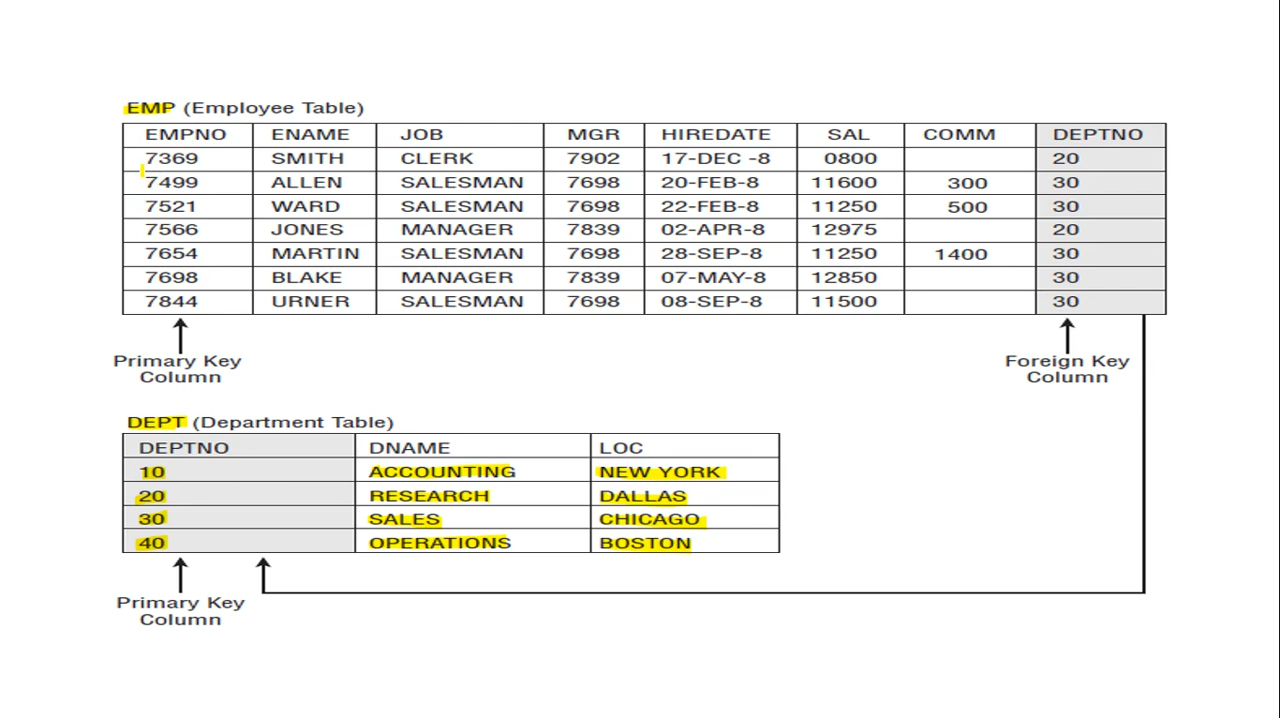 EMP (Employee Table)
EMPNO ENAME JOB MGR HIREDATE SAL COMM DEPTNO
7369 SMITH CLERK 7902 17-DEC -8 0800 20
7499 ALLEN SALESMAN 7698 20-FEB-8 11600 300 30
7521 WARD SALESMAN 7698 22-FEB-8 11250 500 30
7566 JONES MANAGER 7839 02-APR-8 12975 20
7654 MARTIN SALESMAN 7698 28-SEP-8 11250 1400 30
7698 BLAKE MANAGER 7839 07-MAY-8 12850 30
7844 URNER SALESMAN 7698 08-SEP-8 11500 30
Primary Key
Column
Foreign Key
Column
DEPT (Department Table)
DEPTNO DNAME LOC
10 ACCOUNTING NEW YORK
20 RESEARCH DALLAS
30 SALES CHICAGO
40 OPERATIONS BOSTON
Primary Key
Column